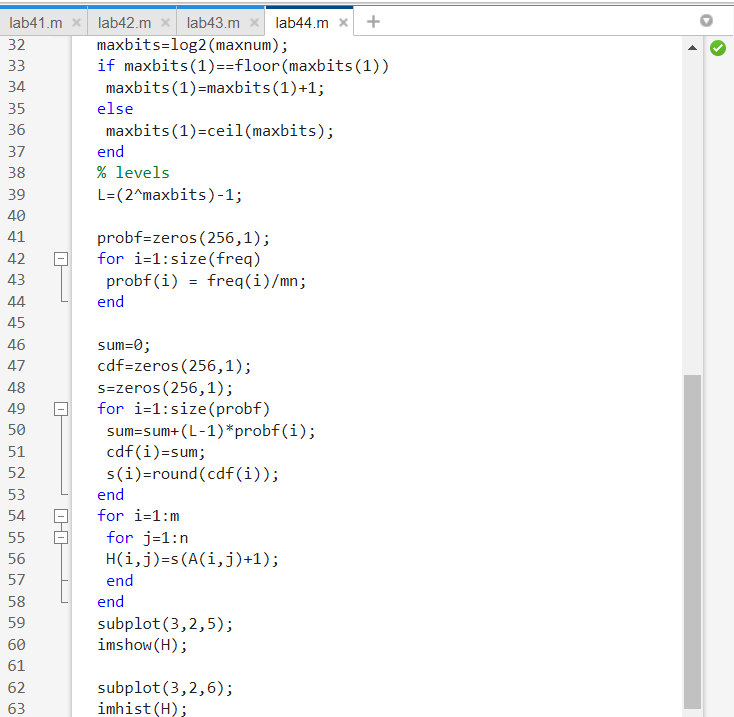 lab41.m × lab42.m × lab43.m × lab44.m × +
32 maxbits=log2(maxnum);
33 if maxbits(1)==floor(maxbits(1))
34 maxbits(1)=maxbits(1)+1;
35 else
36 maxbits(1)=ceil(maxbits);
37 end
38 % levels
39 L=(2^maxbits)-1;
40
41 probf=zeros(256,1);
42 for i=1:size(freq)
43 probf(i) = freq(i)/mn;
44 end
45
46 sum=0;
47 cdf=zeros(256,1);
48 s=zeros(256,1);
49 for i=1:size(probf)
50 sum=sum+(L-1)*probf(i);
51 cdf(i)=sum;
52 s(i)=round(cdf(i));
53 end
54 for i=1:m
55 for j=1:n
56 H(i,j)=s(A(i,j)+1);
57 end
58 end
59 subplot(3,2,5);
60 imshow(H);
61
62 subplot(3,2,6);
63 imhist(H);